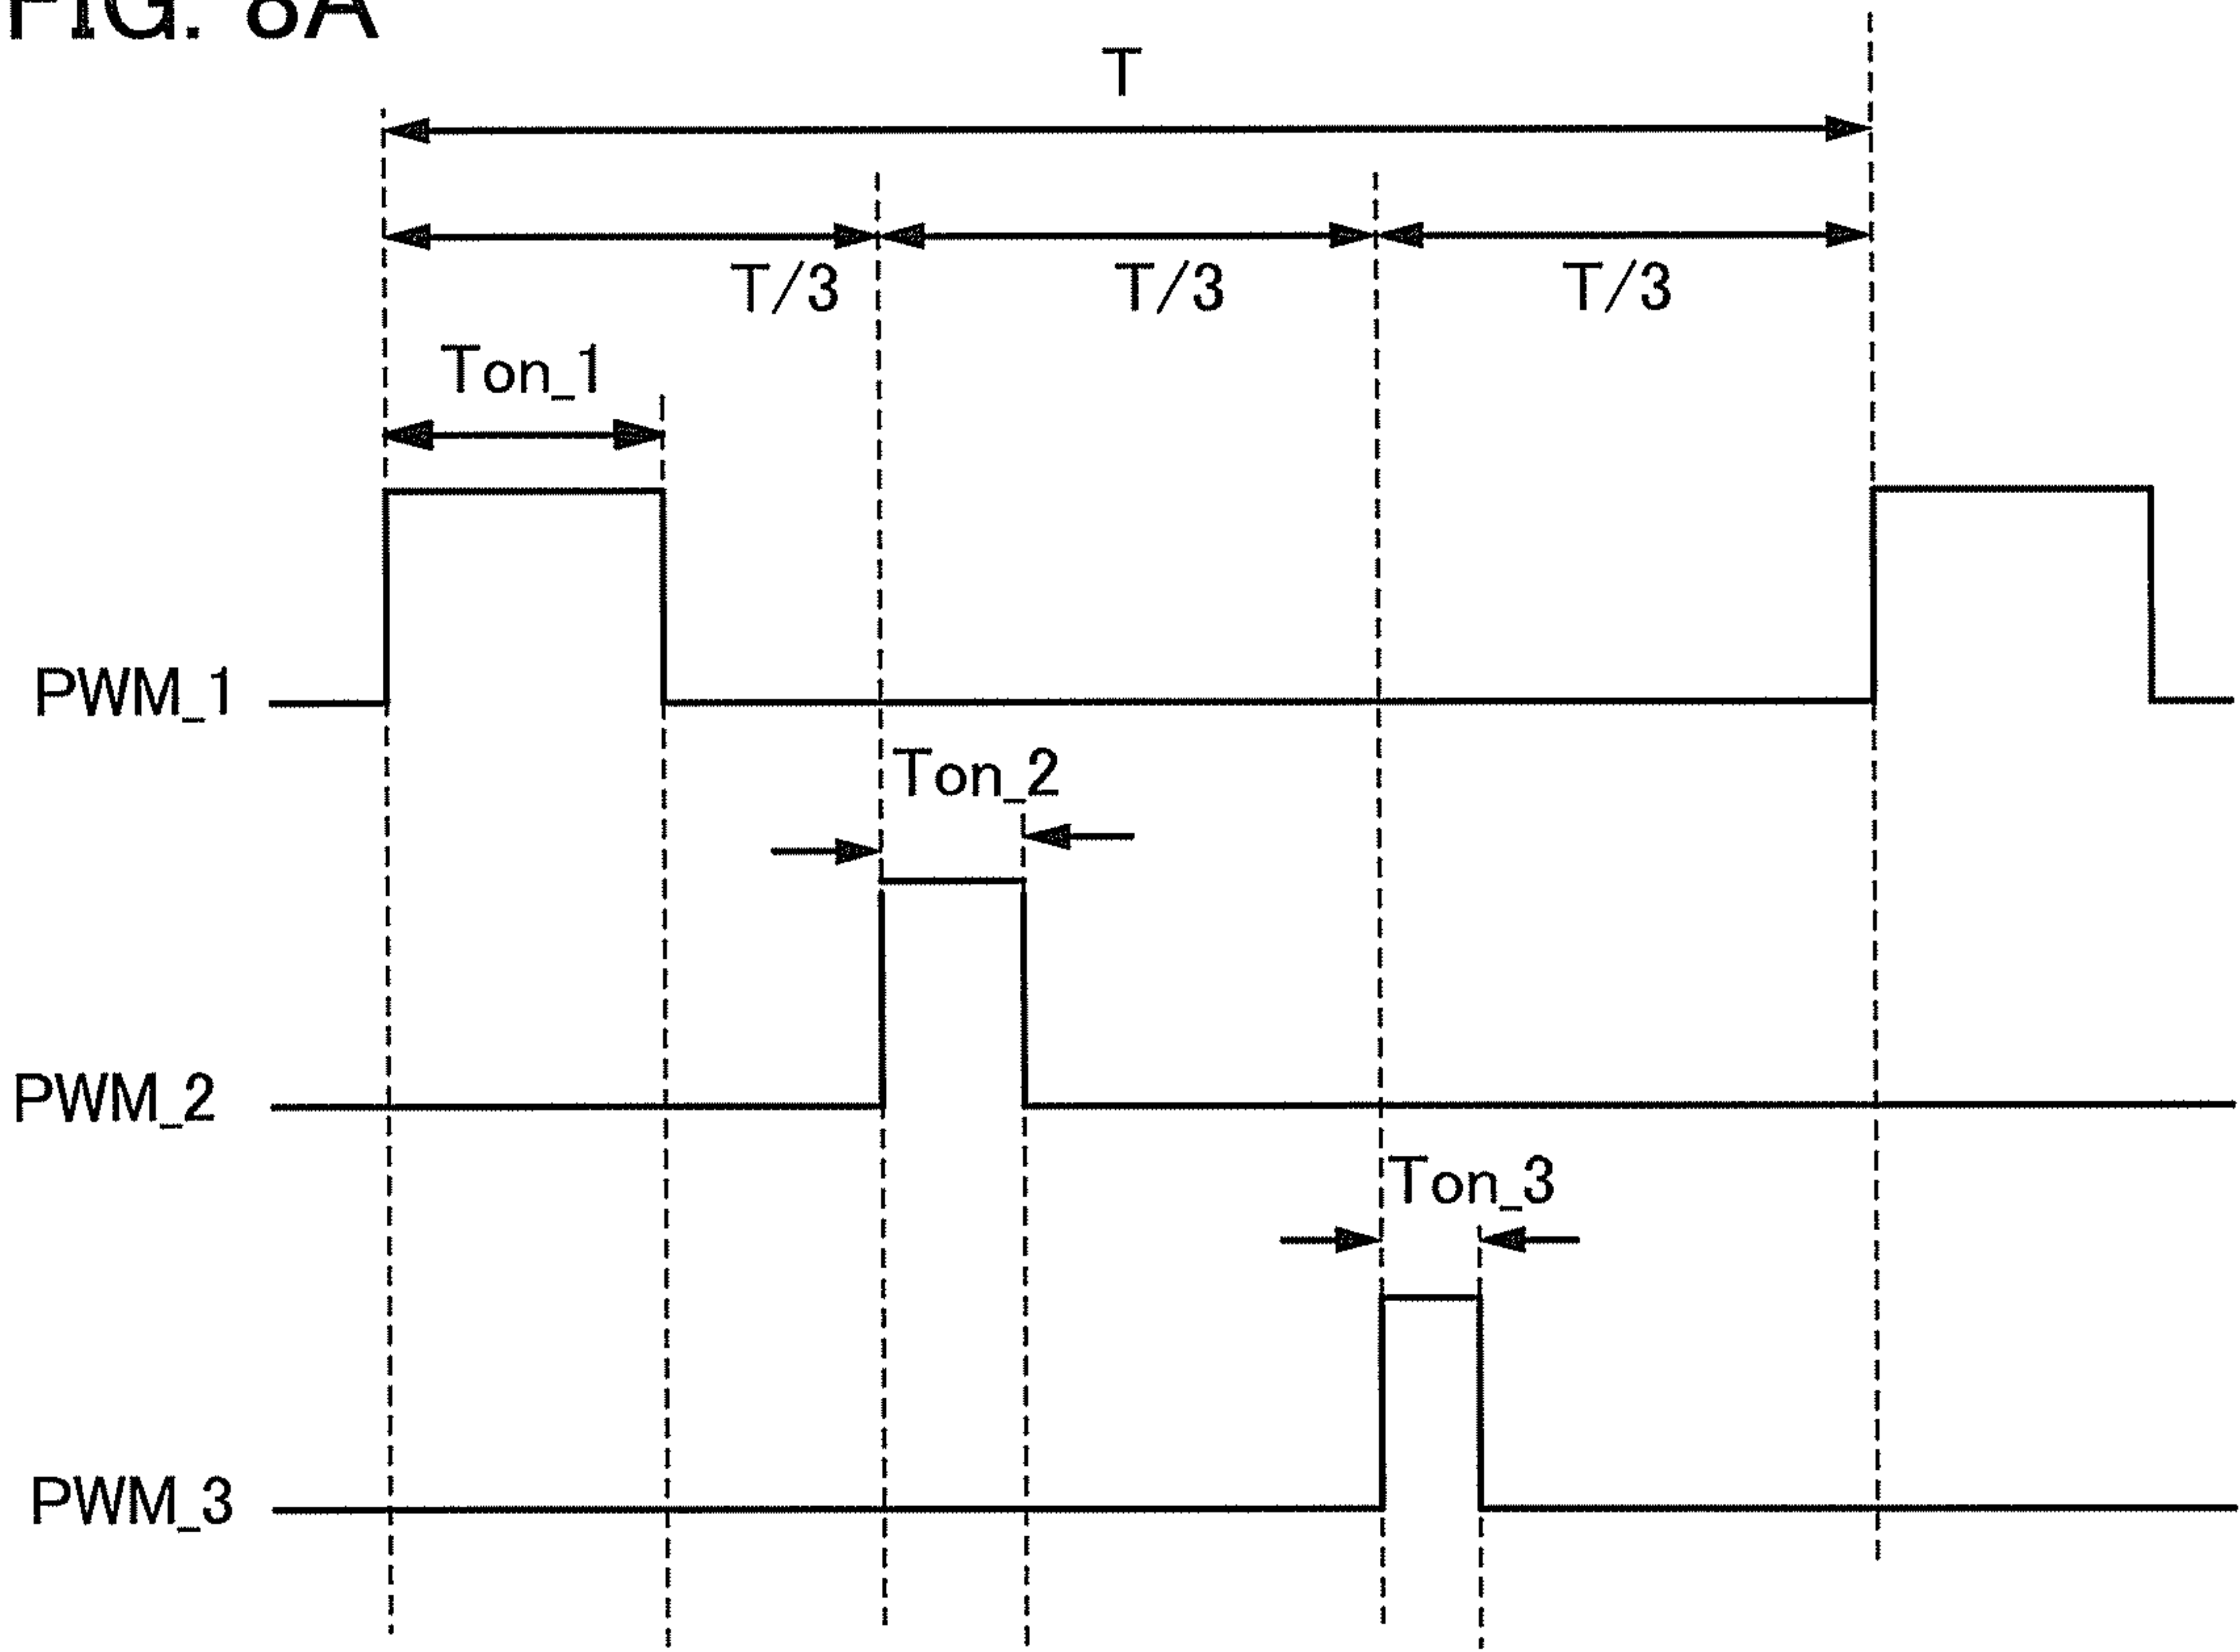 FIG. 8A
T
T/3 T/3 T/3
Ton_1
PWM_1
Ton_2
PWM_2
Ton_3
PWM_3